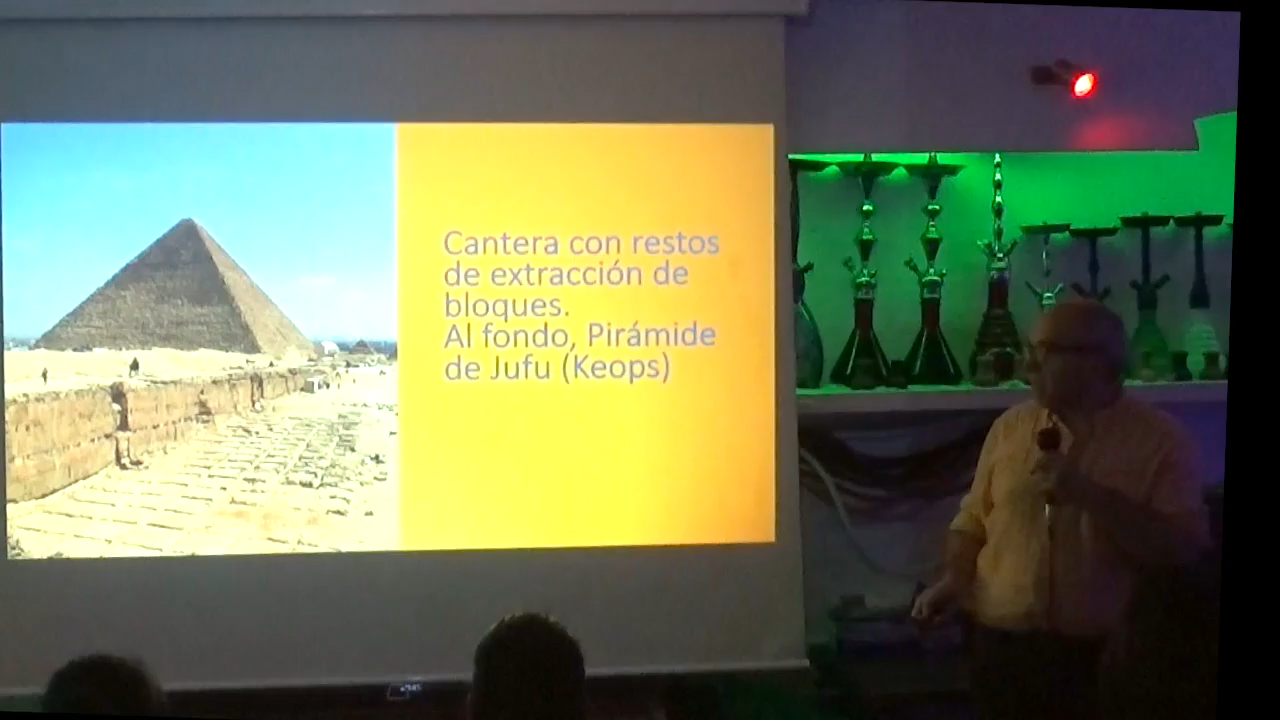 Cantera con restos
de extracción de
bloques.
Al fondo, Pirámide
de Jufu (Keops)